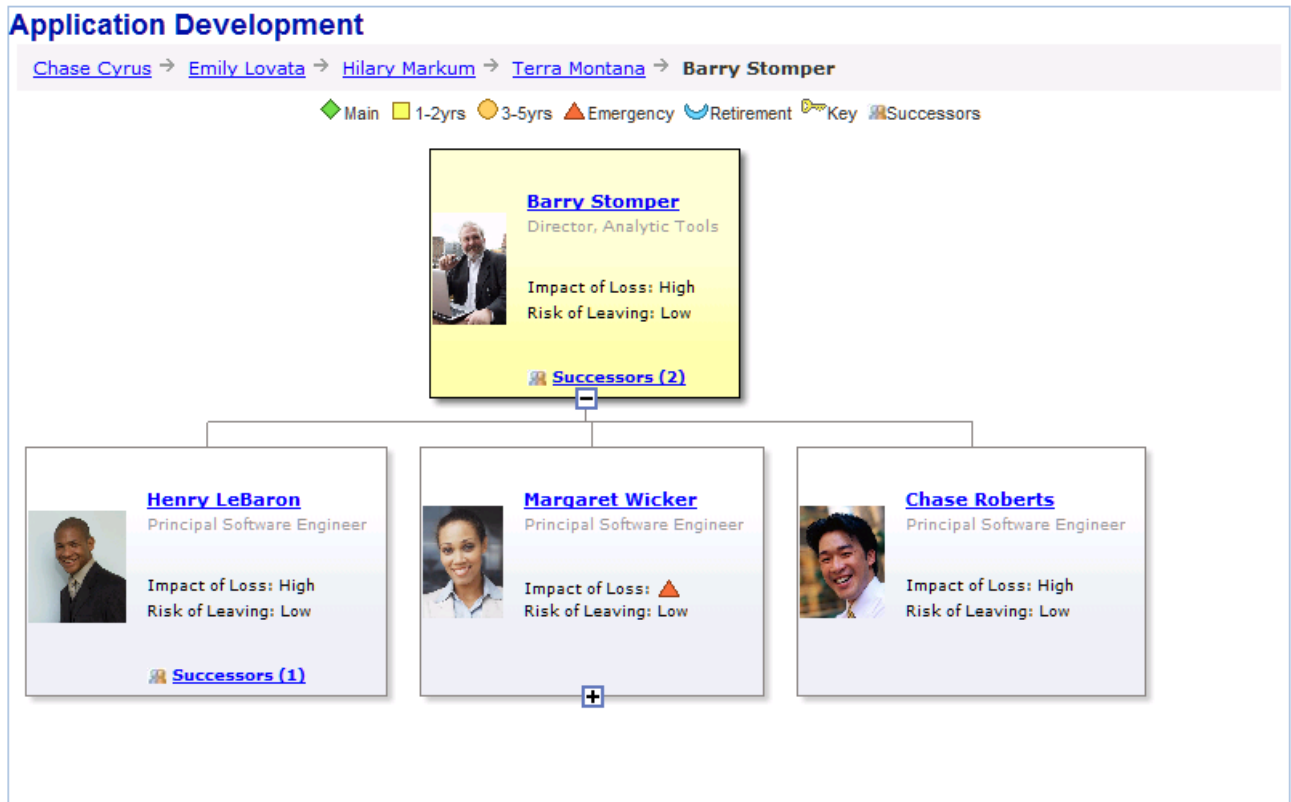 Application Development
Chase Cyrus → Emily Lovata → Hilary Markum → Terra Montana → Barry Stomper
Main 1-2yrs 3-5yrs Emergency Retirement Key Successors
Barry Stomper
Director, Analytic Tools
Impact of Loss: High
Risk of Leaving: Low
Successors (2)
Henry LeBaron
Principal Software Engineer
Impact of Loss: High
Risk of Leaving: Low
Successors (1)
Margaret Wicker
Principal Software Engineer
Impact of Loss:
Risk of Leaving: Low
Chase Roberts
Principal Software Engineer
Impact of Loss: High
Risk of Leaving: Low